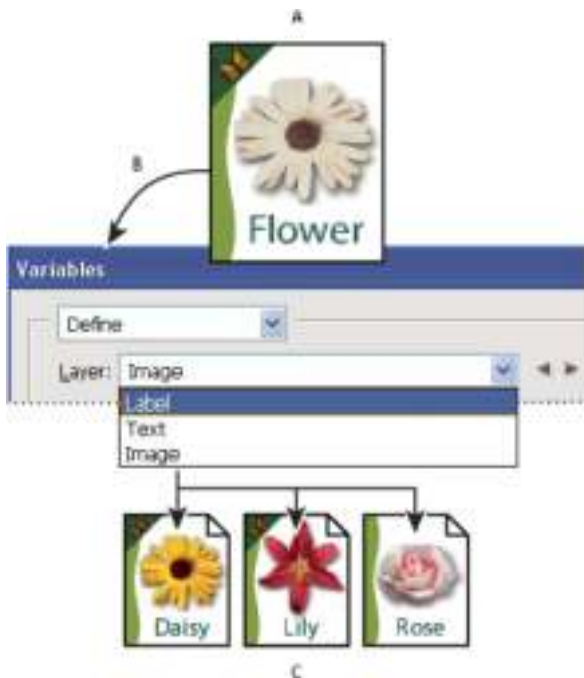 A
B
Flower
Variables
Define
Layer: Image
Label
Text
Image
Daisy
Lily
Rose
C